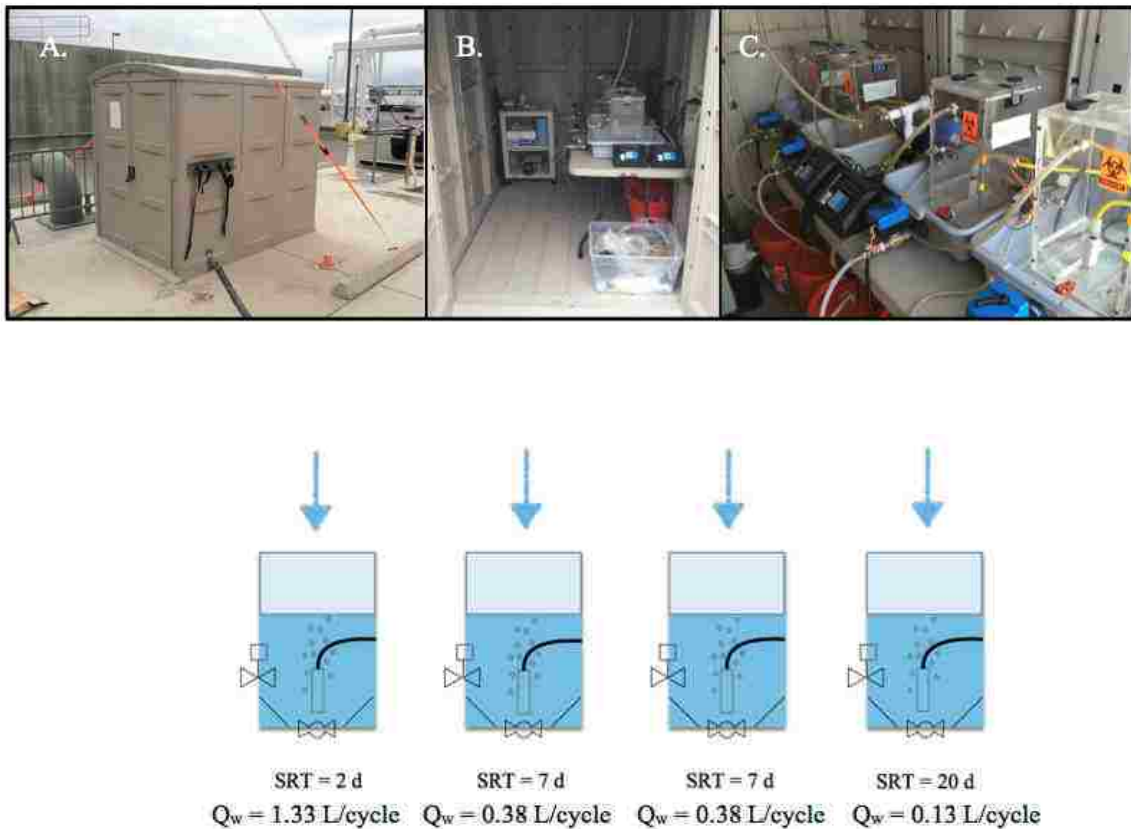 A.
B.
C.
SRT = 2 d
Qw = 1.33 L/cycle
SRT = 7 d
Qw = 0.38 L/cycle
SRT = 7 d
Qw = 0.38 L/cycle
SRT = 20 d
Qw = 0.13 L/cycle